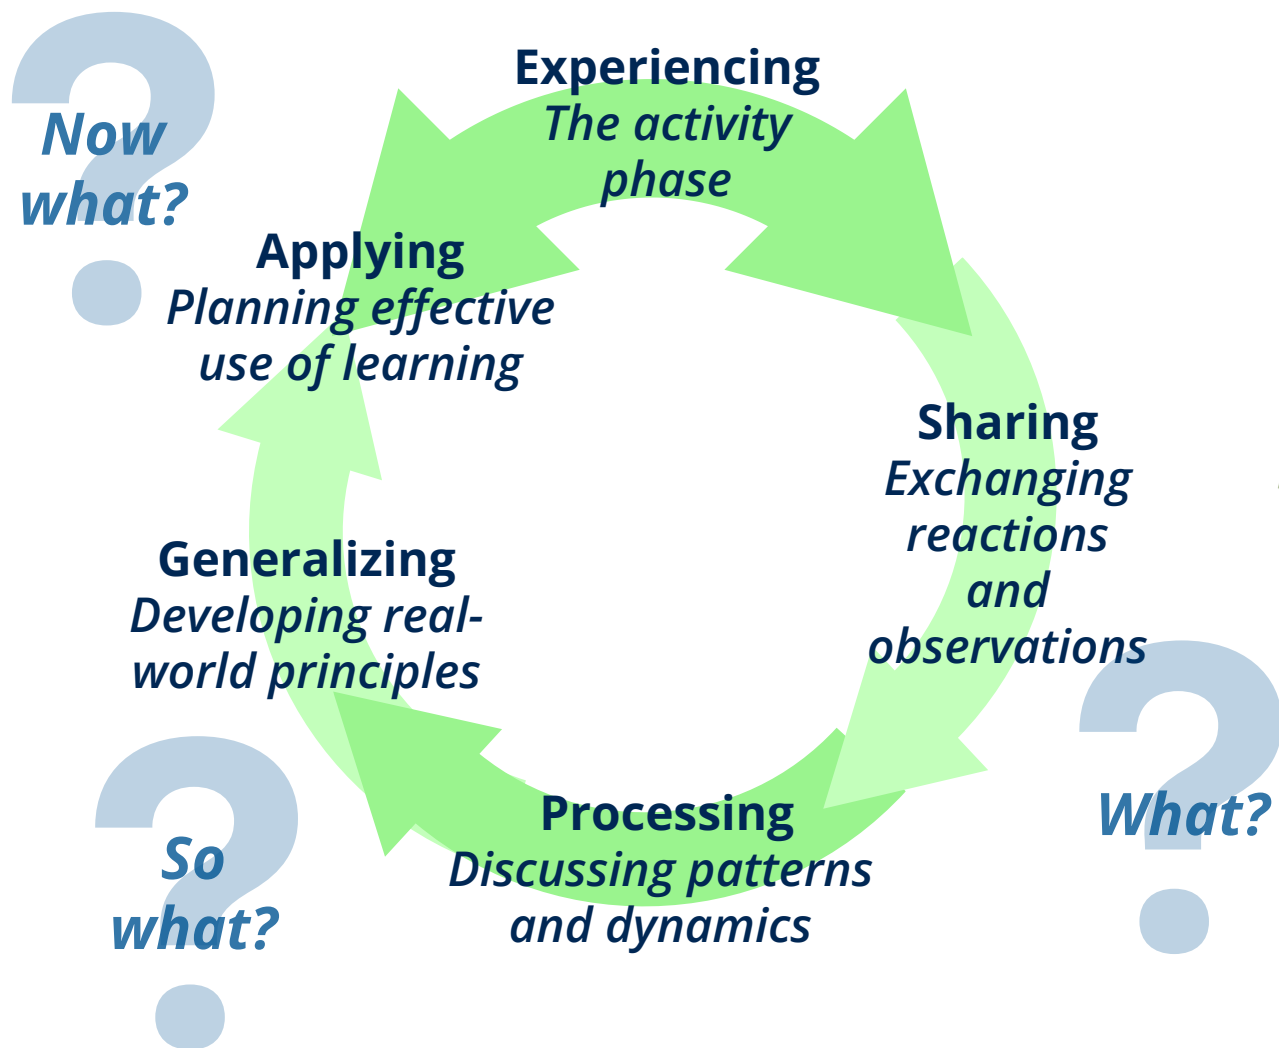 Experiencing
The activity
phase
Now
what?
Applying
Planning effective
use of learning
Sharing
Exchanging
reactions
and
observations
Generalizing
Developing real-
world principles
What?
Processing
Discussing patterns
and dynamics
So
what?
?
?
?